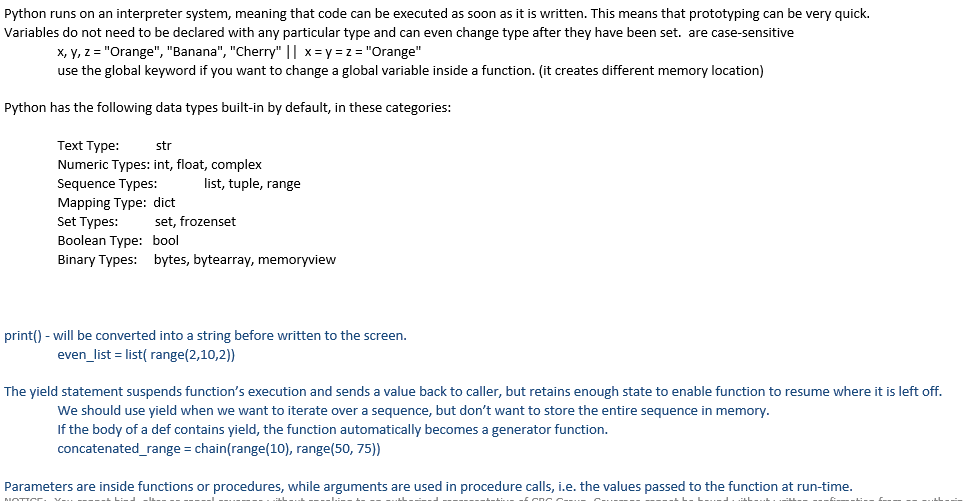 Python runs on an interpreter system, meaning that code can be executed as soon as it is written. This means that prototyping can be very quick.
Variables do not need to be declared with any particular type and can even change type after they have been set.  are case-sensitive
x, y, z = "Orange", "Banana", "Cherry" || x = y = z = "Orange"
use the global keyword if you want to change a global variable inside a function. (it creates different memory location)
Python has the following data types built-in by default, in these categories:
Text Type: str
Numeric Types: int, float, complex
Sequence Types: list, tuple, range
Mapping Type: dict
Set Types: set, frozenset
Boolean Type: bool
Binary Types: bytes, bytearray, memoryview
print() - will be converted into a string before written to the screen.
even_list = list( range(2,10,2))
The yield statement suspends function’s execution and sends a value back to caller, but retains enough state to enable function to resume where it is left off.
We should use yield when we want to iterate over a sequence, but don’t want to store the entire sequence in memory.
If the body of a def contains yield, the function automatically becomes a generator function.
concatenated_range = chain(range(10), range(50, 75))
Parameters are inside functions or procedures, while arguments are used in procedure calls, i.e. the values passed to the function at run-time.